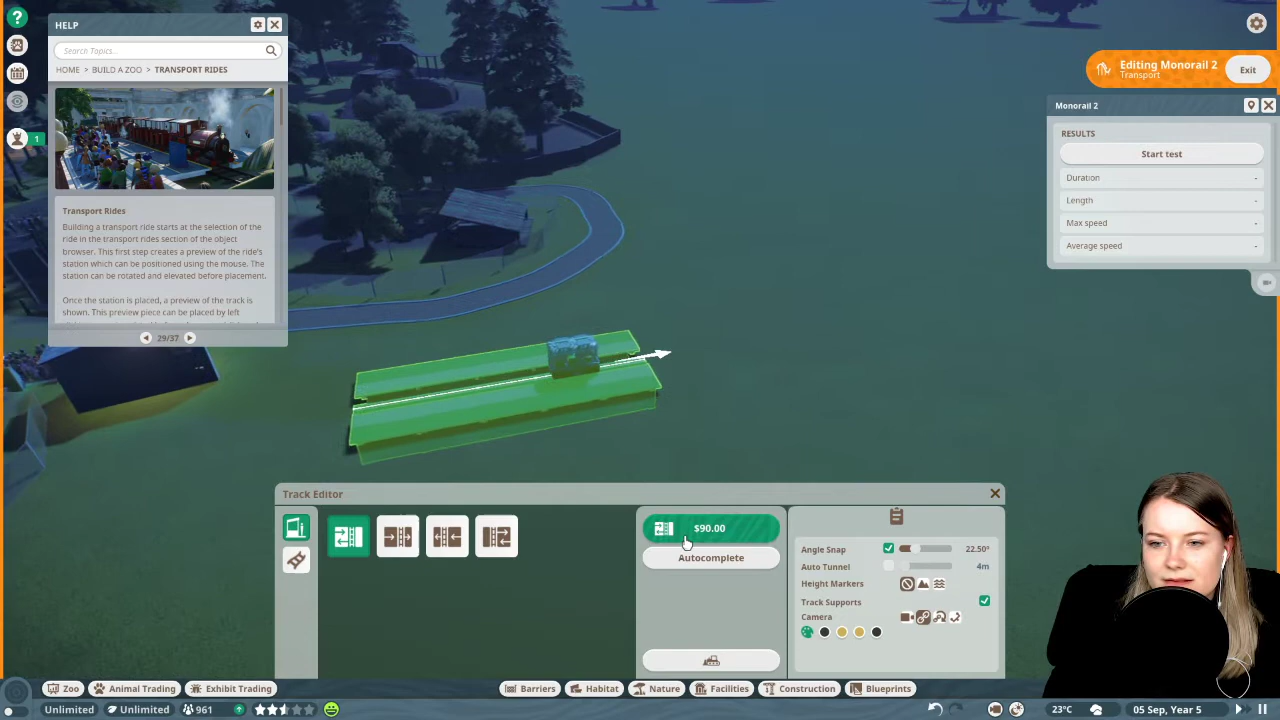 HELP
Search Topics...
HOME > BUILD A ZOO > TRANSPORT RIDES
Transport Rides
Building a transport ride starts at the selection of the
ride in the transport rides section of the object
browser. This first step creates a preview of the ride's
station which can be positioned using the mouse. The
station can be rotated and elevated before placement.
Once the station is placed, a preview of the track is
shown. This preview piece can be placed by left
29/37
1
Editing Monorail 2
Transport
Exit
Monorail 2
RESULTS
Start test
Duration -
Length -
Max speed -
Average speed -
Track Editor
$90.00
Autocomplete
Angle Snap 22.50°
Auto Tunnel 4m
Height Markers
Track Supports
Camera
Zoo
Animal Trading
Exhibit Trading
Barriers
Habitat
Nature
Facilities
Construction
Blueprints
Unlimited
Unlimited
961
23°C
05 Sep, Year 5